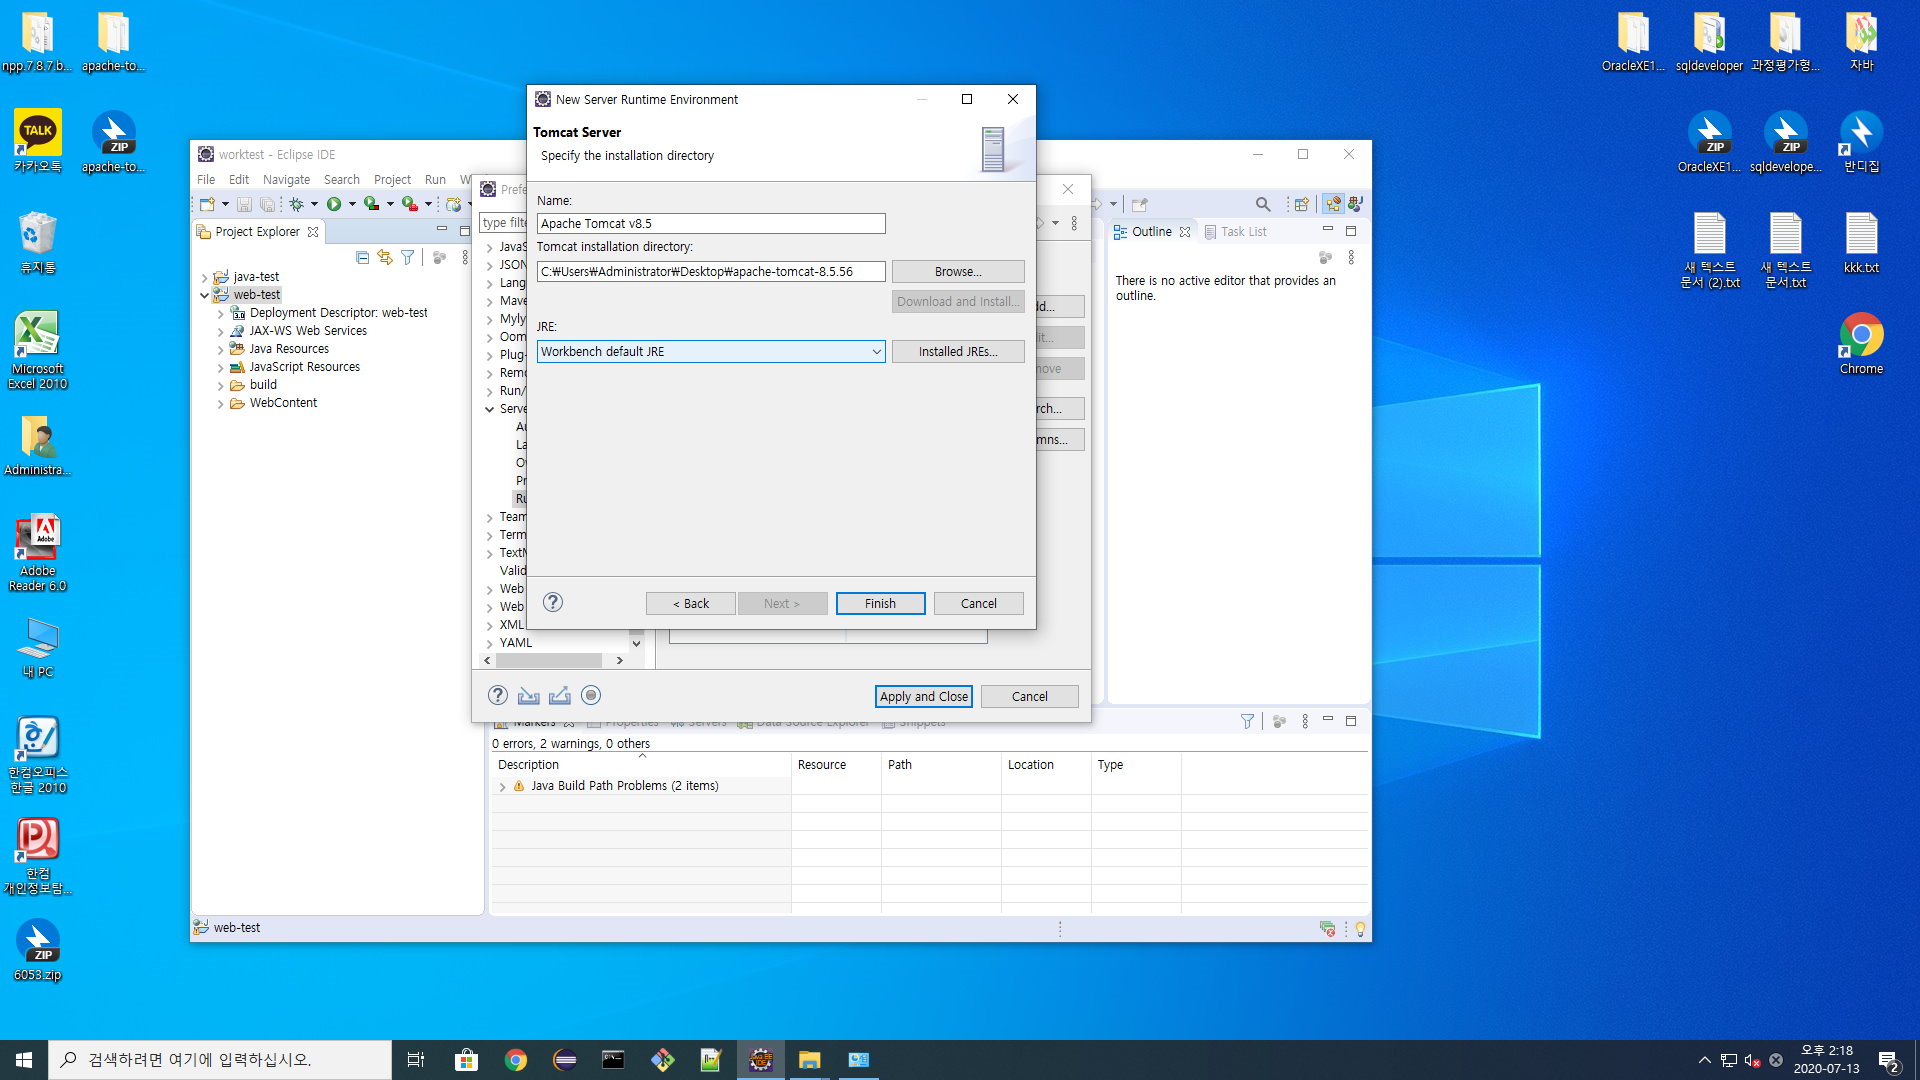 npp.7.8.7.b...
apache-to...
카카오톡
apache-to...
휴지통
Microsoft
Excel 2010
Administra...
Adobe
Reader 6.0
내 PC
한컴오피스
한글 2010
한컴
개인정보탐...
6053.zip
OracleXE1...
sqldeveloper
과정평가형...
자바
OracleXE1...
sqldevelope...
반디집
새 텍스트
문서 (2).txt
새 텍스트
문서.txt
kkk.txt
Chrome
worktest - Eclipse IDE
File Edit Navigate Search Project Run
Project Explorer
java-test
web-test
Deployment Descriptor: web-test
JAX-WS Web Services
Java Resources
JavaScript Resources
build
WebContent
New Server Runtime Environment
Tomcat Server
Specify the installation directory
Name:
Apache Tomcat v8.5
Tomcat installation directory:
C:₩Users₩Administrator₩Desktop₩apache-tomcat-8.5.56
Browse...
Download and Install...
JRE:
Workbench default JRE
Installed JREs...
< Back
Next >
Finish
Cancel
type filte
JSON
Lang
Mave
Myly
Oom
Plug-
Remo
Run/
Serve
Team
Term
TextM
Valid
Web
Web
XML
YAML
Apply and Close
Cancel
Outline
Task List
There is no active editor that provides an
outline.
Markers
Properties
Servers
Data Source Explorer
Snippets
0 errors, 2 warnings, 0 others
Description Resource Path Location Type
Java Build Path Problems (2 items)
web-test
검색하려면 여기에 입력하십시오.
오후 2:18
2020-07-13
2